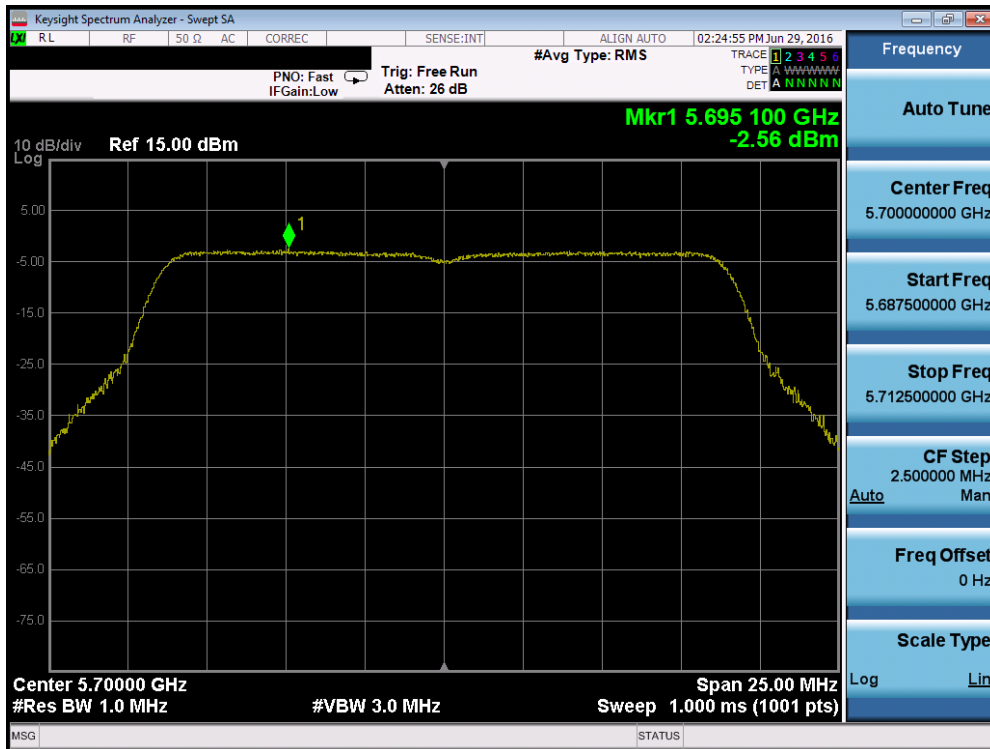 Keysight Spectrum Analyzer - Swept SA
LXI RL RF 50 Ω AC CORREC SENSE:INT ALIGN AUTO 02:24:55 PM Jun 29, 2016
#Avg Type: RMS
TRACE 1 2 3 4 5 6
PNO: Fast Trig: Free Run TYPE A WWWWW
IFGain:Low Atten: 26 dB DET A N N N N N
Mkr1 5.695 100 GHz
-2.56 dBm
10 dB/div Ref 15.00 dBm
Log
1
5.00
-5.00
-15.0
-25.0
-35.0
-45.0
-55.0
-65.0
-75.0
Center 5.70000 GHz Span 25.00 MHz
#Res BW 1.0 MHz #VBW 3.0 MHz Sweep 1.000 ms (1001 pts)
MSG STATUS
Frequency
Auto Tune
Center Freq
5.700000000 GHz
Start Freq
5.687500000 GHz
Stop Freq
5.712500000 GHz
CF Step
2.500000 MHz
Auto Man
Freq Offset
0 Hz
Scale Type
Log Lin